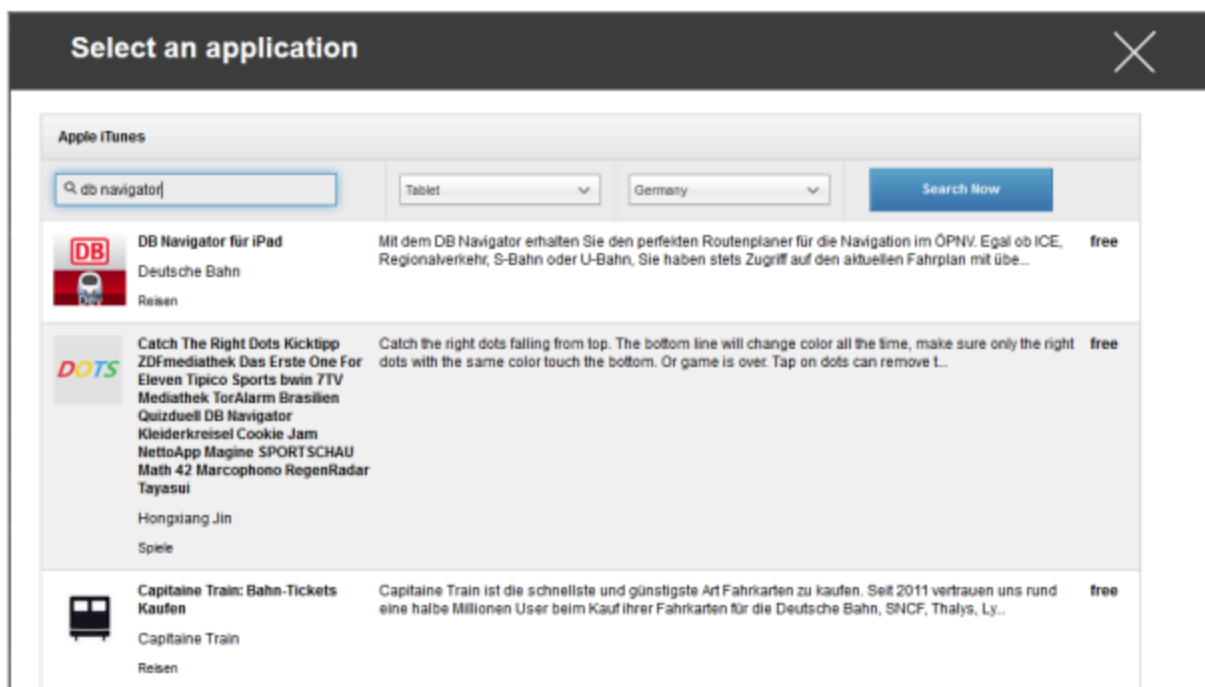 Select an application
Apple iTunes
db navigator
Tablet
Germany
Search Now
DB
Dev
DB Navigator für iPad
Deutsche Bahn
Reisen
Mit dem DB Navigator erhalten Sie den perfekten Routenplaner für die Navigation im ÖPNV. Egal ob ICE,
Regionalverkehr, S-Bahn oder U-Bahn, Sie haben stets Zugriff auf den aktuellen Fahrplan mit übe...
free
DOTS
Catch The Right Dots Kicktipp
ZDFmediathek Das Erste One For
Eleven Tipico Sports bwin 7TV
Mediathek TorAlarm Brasilien
Quizduell DB Navigator
Kleiderkreisel Cookie Jam
NettoApp Magine SPORTSCHAU
Math 42 Marcophono RegenRadar
Tayasui
Hongxiang Jin
Spiele
Catch the right dots falling from top. The bottom line will change color all the time, make sure only the right
dots with the same color touch the bottom. Or game is over. Tap on dots can remove t...
free
Capitaine Train: Bahn-Tickets
Kaufen
Capitaine Train
Reisen
Capitaine Train ist die schnellste und günstigste Art Fahrkarten zu kaufen. Seit 2011 vertrauen uns rund
eine halbe Millionen User beim Kauf ihrer Fahrkarten für die Deutsche Bahn, SNCF, Thalys, Ly...
free